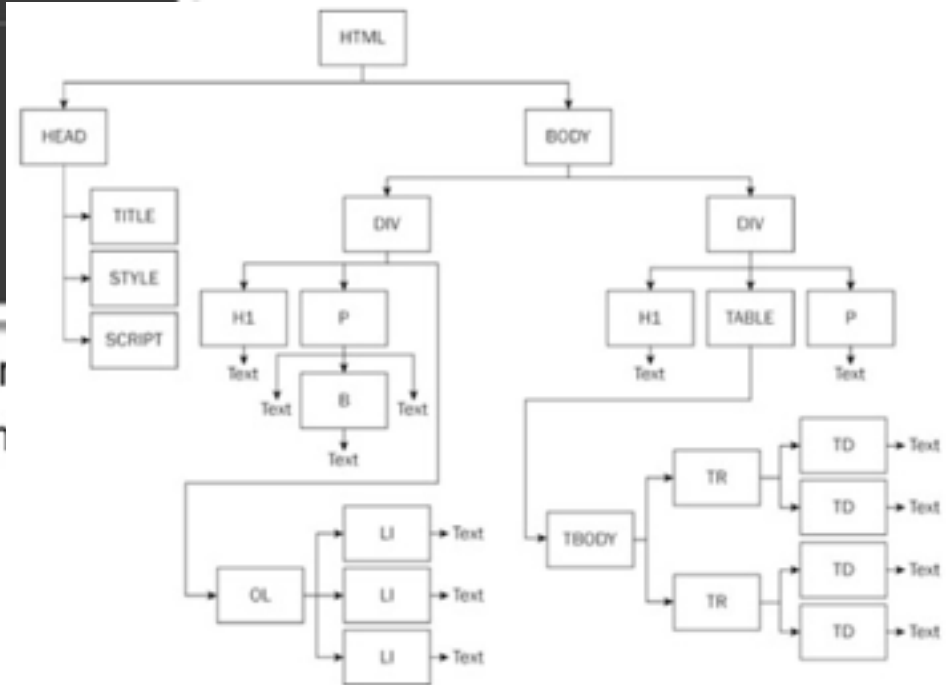 HTML
HEAD BODY
TITLE DIV DIV
STYLE
H1 P H1 TABLE P
SCRIPT
Text Text Text
Text B Text
Text
TD Text
TR
TD Text
LI Text
TBODY
TD Text
OL LI Text
TR
TD Text
LI Text